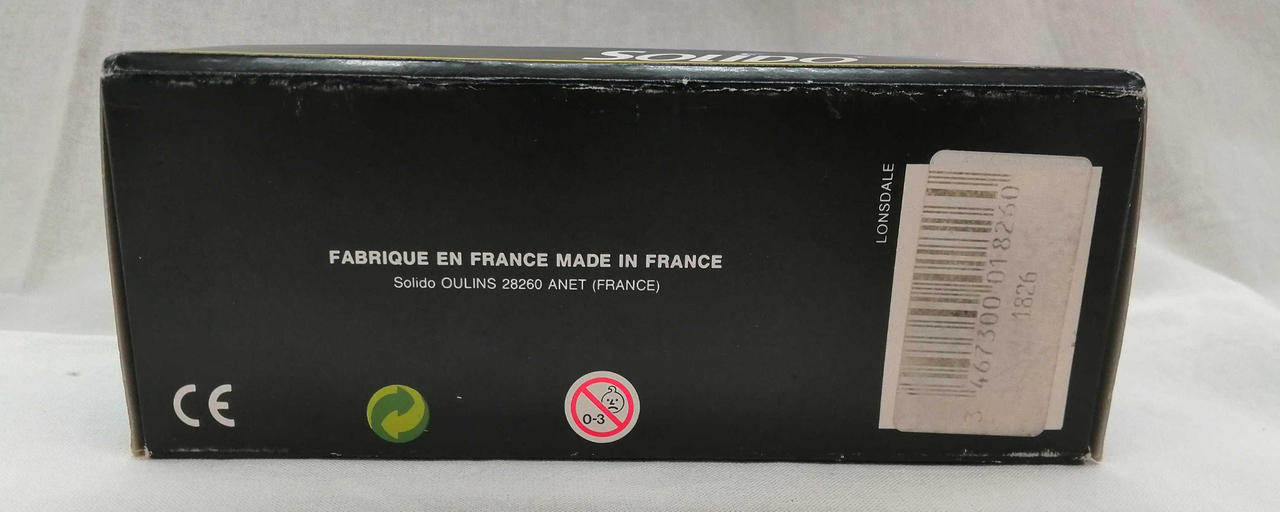 SOLIDO
FABRIQUE EN FRANCE MADE IN FRANCE
Solido OULINS 28260 ANET (FRANCE)
CE
0-3
LONSDALE
3 467300 018260
1826